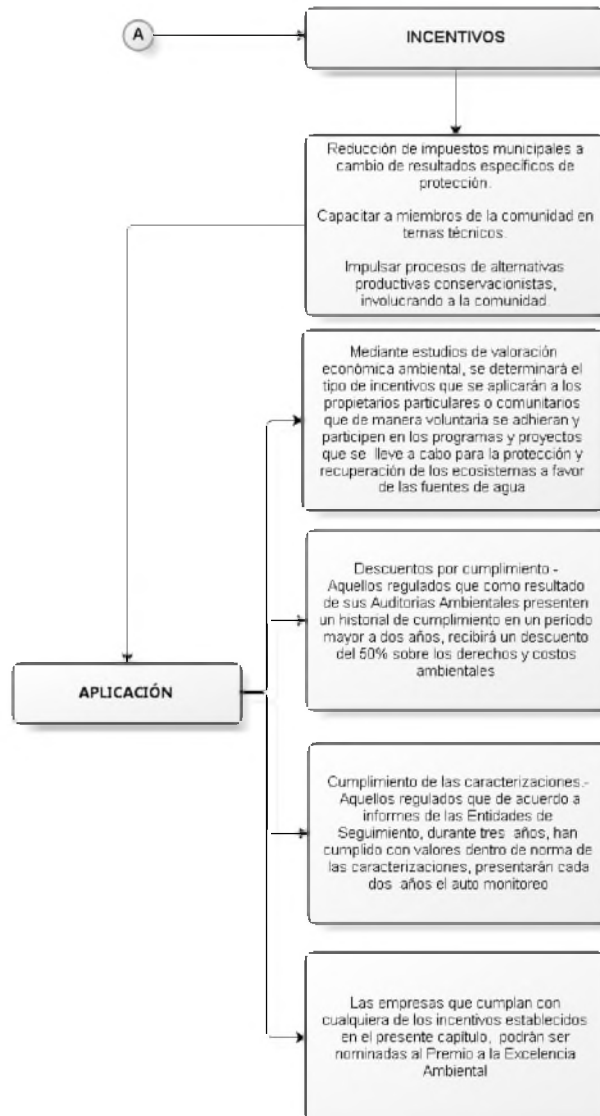 A
INCENTIVOS
Reducción de impuestos municipales a
cambio de resultados específicos de
protección.
Capacitar a miembros de la comunidad en
temas técnicos.
Impulsar procesos de alternativas
productivas conservacionistas,
involucrando a la comunidad.
Mediante estudios de valoración
económica ambiental, se determinará el
tipo de incentivos que se aplicarán a los
propietarios particulares o comunitarios
que de manera voluntaria se adhieran y
participen en los programas y proyectos
que se lleve a cabo para la protección y
recuperación de los ecosistemas a favor
de las fuentes de agua
Descuentos por cumplimiento.-
Aquellos regulados que como resultado
de sus Auditorias Ambientales presenten
un historial de cumplimiento en un periodo
mayor a dos años, recibirá un descuento
del 50% sobre los derechos y costos
ambientales
APLICACIÓN
Cumplimiento de las caracterizaciones.-
Aquellos regulados que de acuerdo a
informes de las Entidades de
Seguimiento, durante tres años, han
cumplido con valores dentro de norma de
las caracterizaciones, presentarán cada
dos años el auto monitoreo
Las empresas que cumplan con
cualquiera de los incentivos establecidos
en el presente capítulo, podrán ser
nominadas al Premio a la Excelencia
Ambiental